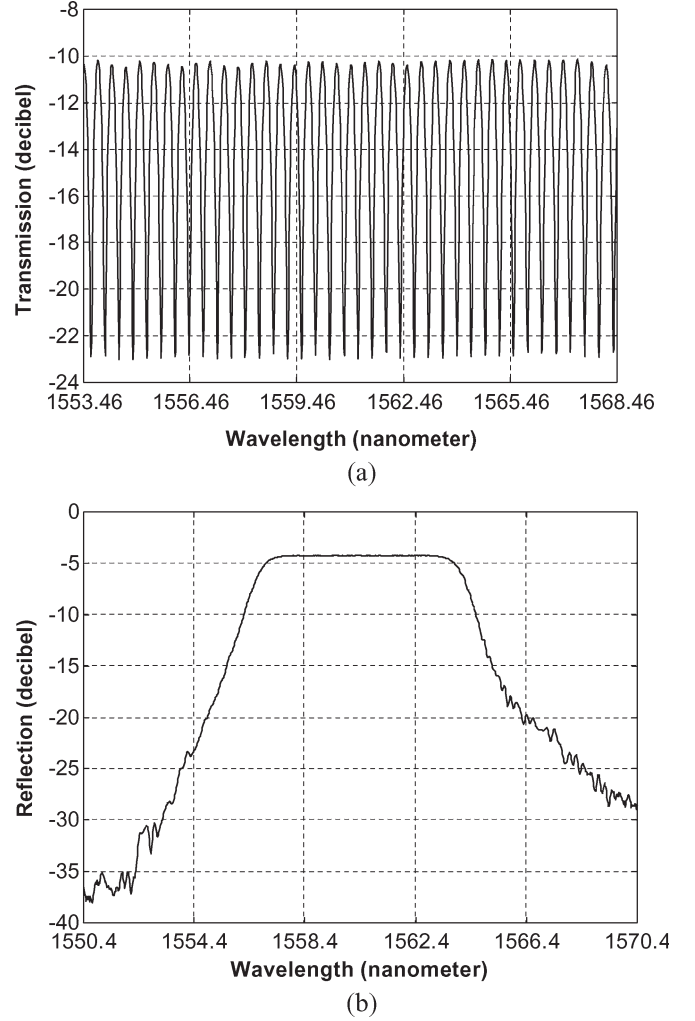 -8
-10
-12
-14
-16
-18
-20
-22
-24
Transmission (decibel)
1553.46 1556.46 1559.46 1562.46 1565.46 1568.46
Wavelength (nanometer)
(a)
0
-5
-10
-15
-20
-25
-30
-35
-40
Reflection (decibel)
1550.4 1554.4 1558.4 1562.4 1566.4 1570.4
Wavelength (nanometer)
(b)